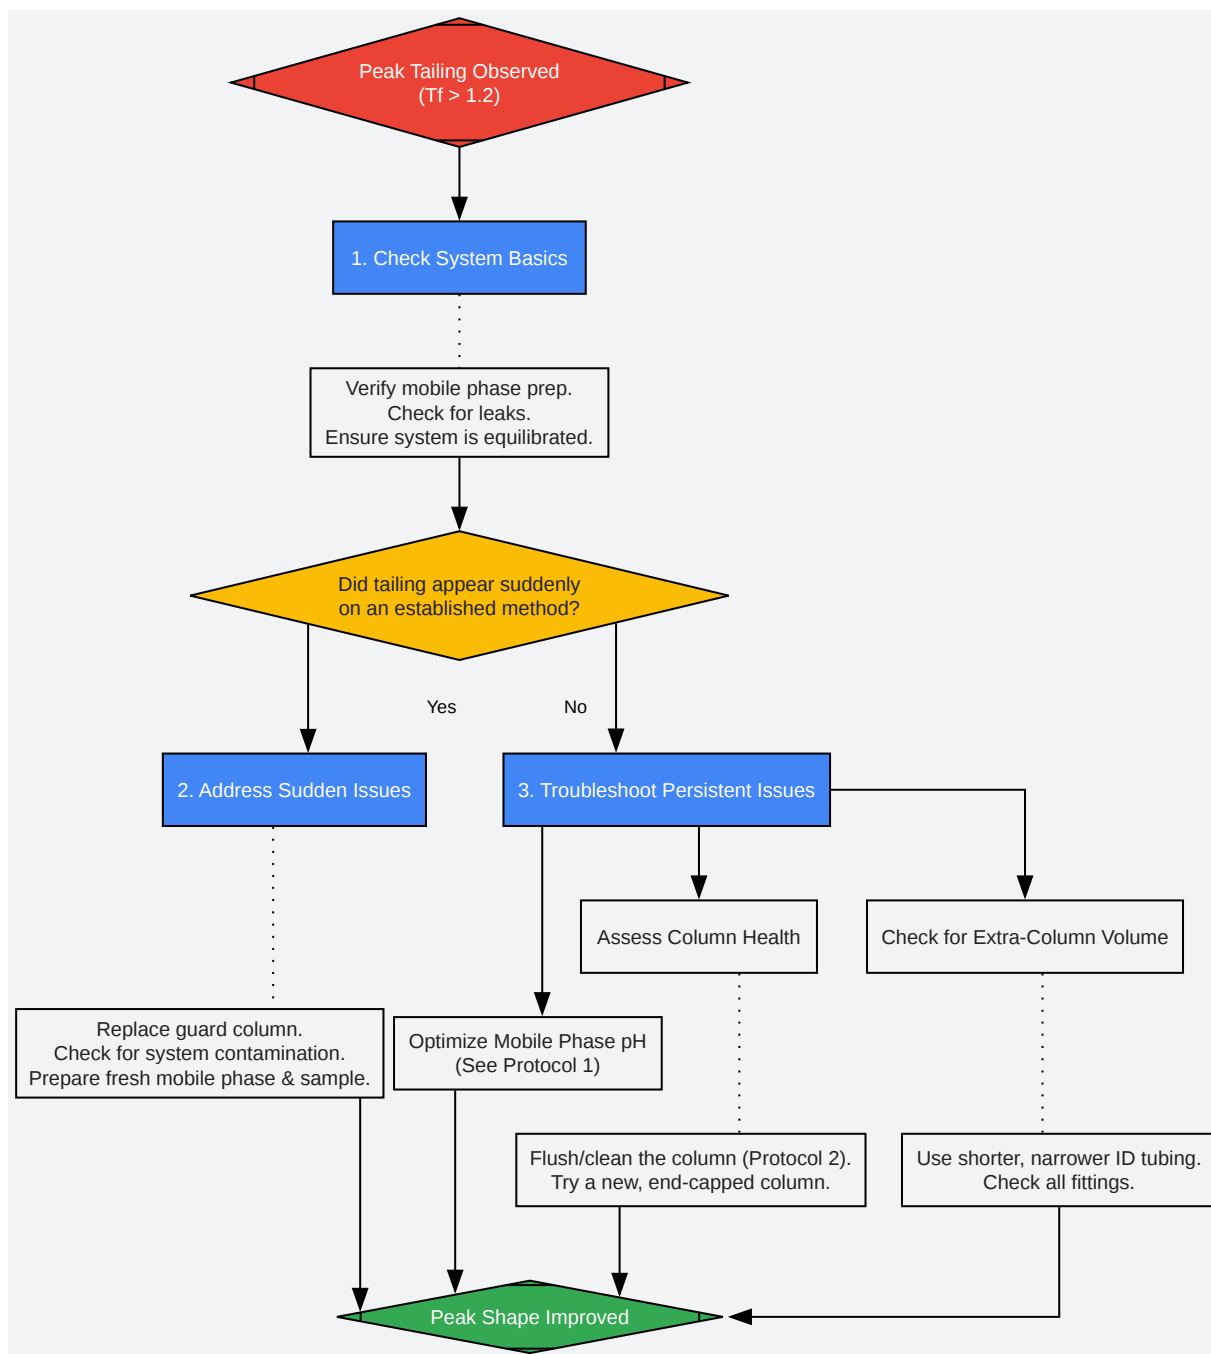 Peak Tailing Observed
(Tf > 1.2)
1. Check System Basics
Verify mobile phase prep.
Check for leaks.
Ensure system is equilibrated.
Did tailing appear suddenly
on an established method?
Yes
No
2. Address Sudden Issues
3. Troubleshoot Persistent Issues
Assess Column Health
Check for Extra-Column Volume
Replace guard column.
Check for system contamination.
Prepare fresh mobile phase & sample.
Optimize Mobile Phase pH
(See Protocol 1)
Flush/clean the column (Protocol 2).
Try a new, end-capped column.
Use shorter, narrower ID tubing.
Check all fittings.
Peak Shape Improved